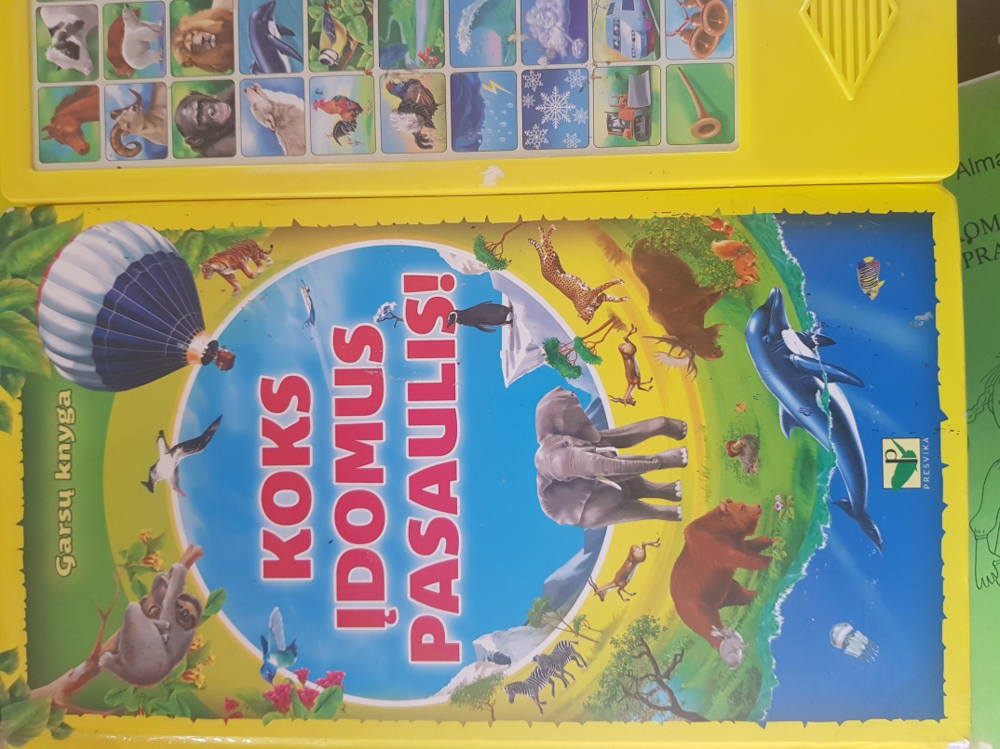 Garsų knyga
KOKS
ĮDOMUS
PASAULIS!
PRESVIKA
Alma